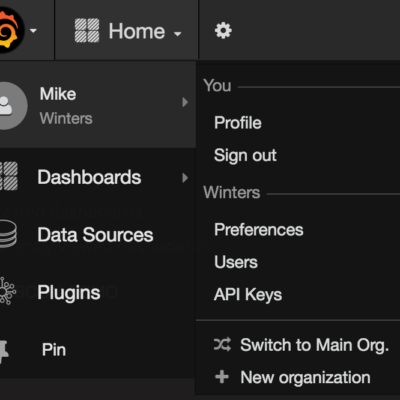 Home
Mike
Winters
Dashboards
Data Sources
Plugins
Pin
You
Profile
Sign out
Winters
Preferences
Users
API Keys
Switch to Main Org.
New organization